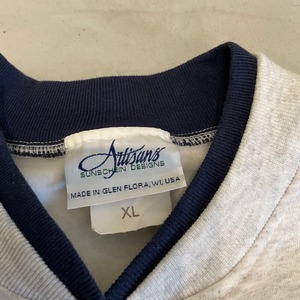 Artisans
SUNSCHEIN DESIGNS
MADE IN GLEN FLORA, WI, USA
XL